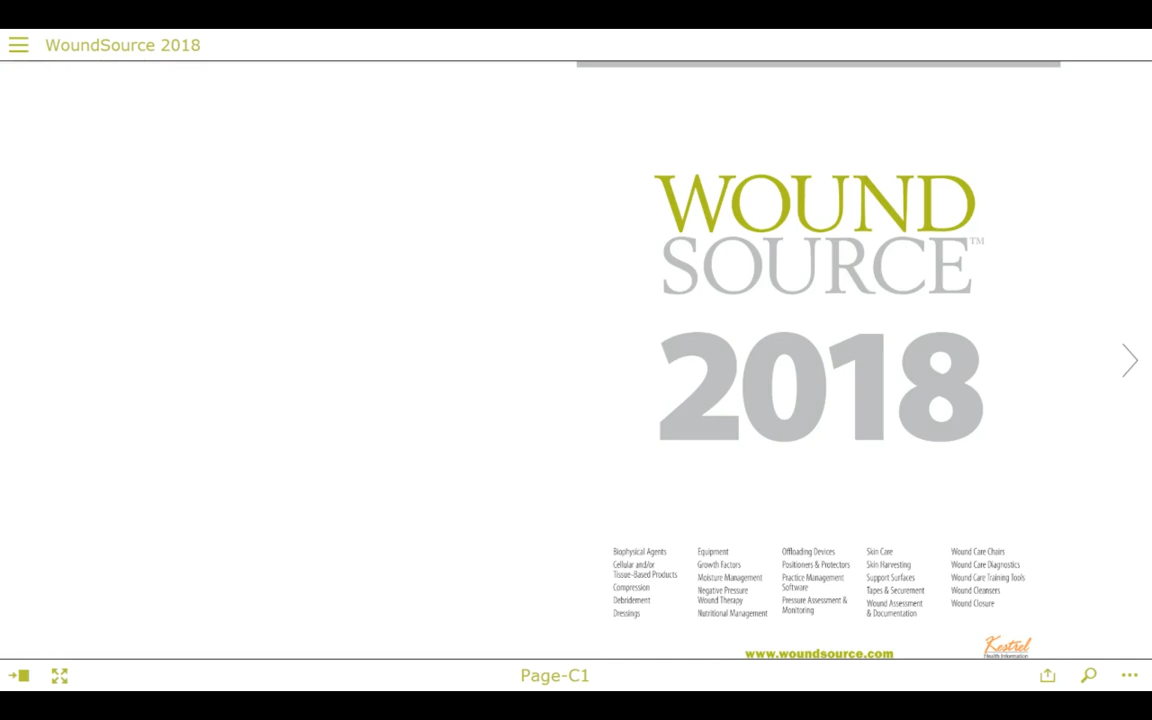 WoundSource 2018
WOUND
SOURCE™
2018
Biophysical Agents
Cellular and/or
Tissue-Based Products
Compression
Debridement
Dressings
Equipment
Growth Factors
Moisture Management
Negative Pressure
Wound Therapy
Nutritional Management
Offloading Devices
Positioners & Protectors
Practice Management
Software
Pressure Assessment &
Monitoring
Skin Care
Skin Harvesting
Support Surfaces
Tapes & Securement
Wound Assessment
& Documentation
Wound Care Chairs
Wound Care Diagnostics
Wound Care Training Tools
Wound Cleansers
Wound Closure
www.woundsource.com
Kestrel
Health Information
Page-C1